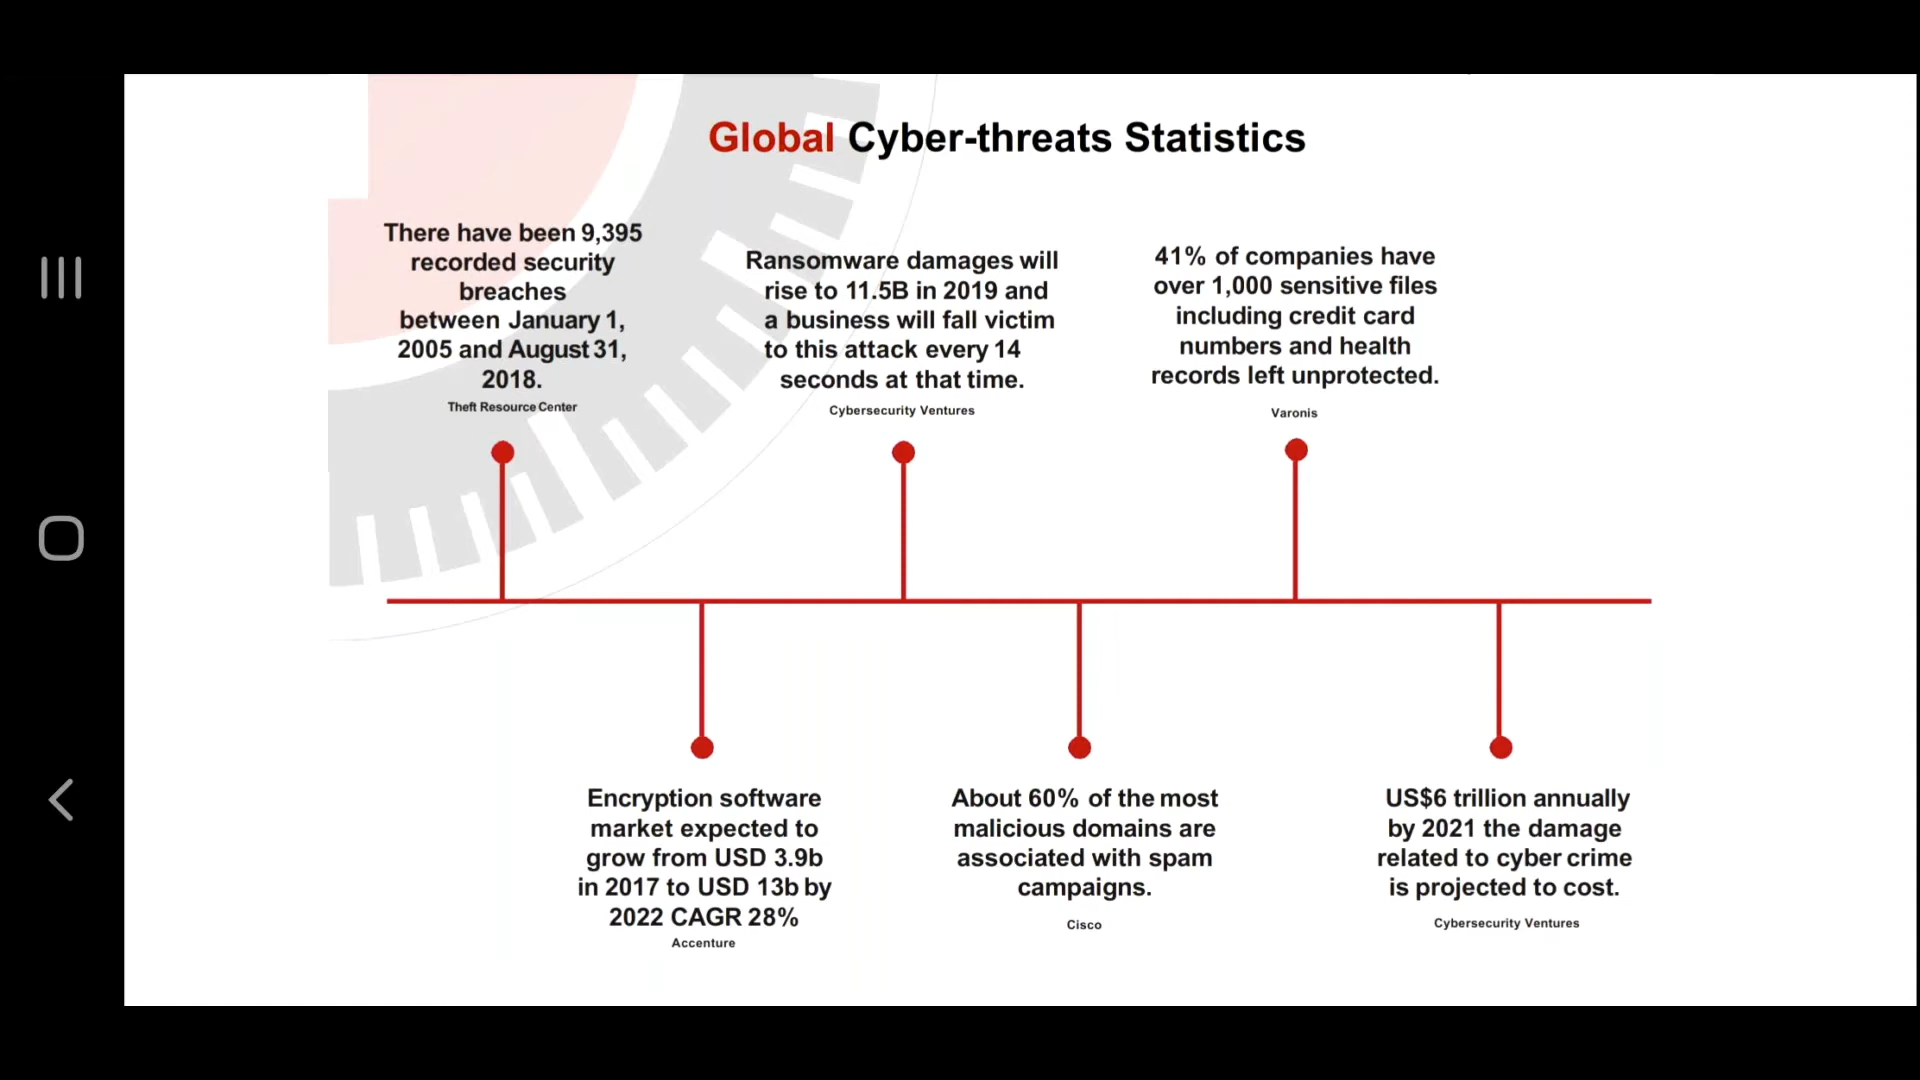 Global Cyber-threats Statistics
There have been 9,395
recorded security
breaches
between January 1,
2005 and August 31,
2018.
Theft Resource Center
Ransomware damages will
rise to 11.5B in 2019 and
a business will fall victim
to this attack every 14
seconds at that time.
Cybersecurity Ventures
41% of companies have
over 1,000 sensitive files
including credit card
numbers and health
records left unprotected.
Varonis
Encryption software
market expected to
grow from USD 3.9b
in 2017 to USD 13b by
2022 CAGR 28%
Accenture
About 60% of the most
malicious domains are
associated with spam
campaigns.
Cisco
US$6 trillion annually
by 2021 the damage
related to cyber crime
is projected to cost.
Cybersecurity Ventures